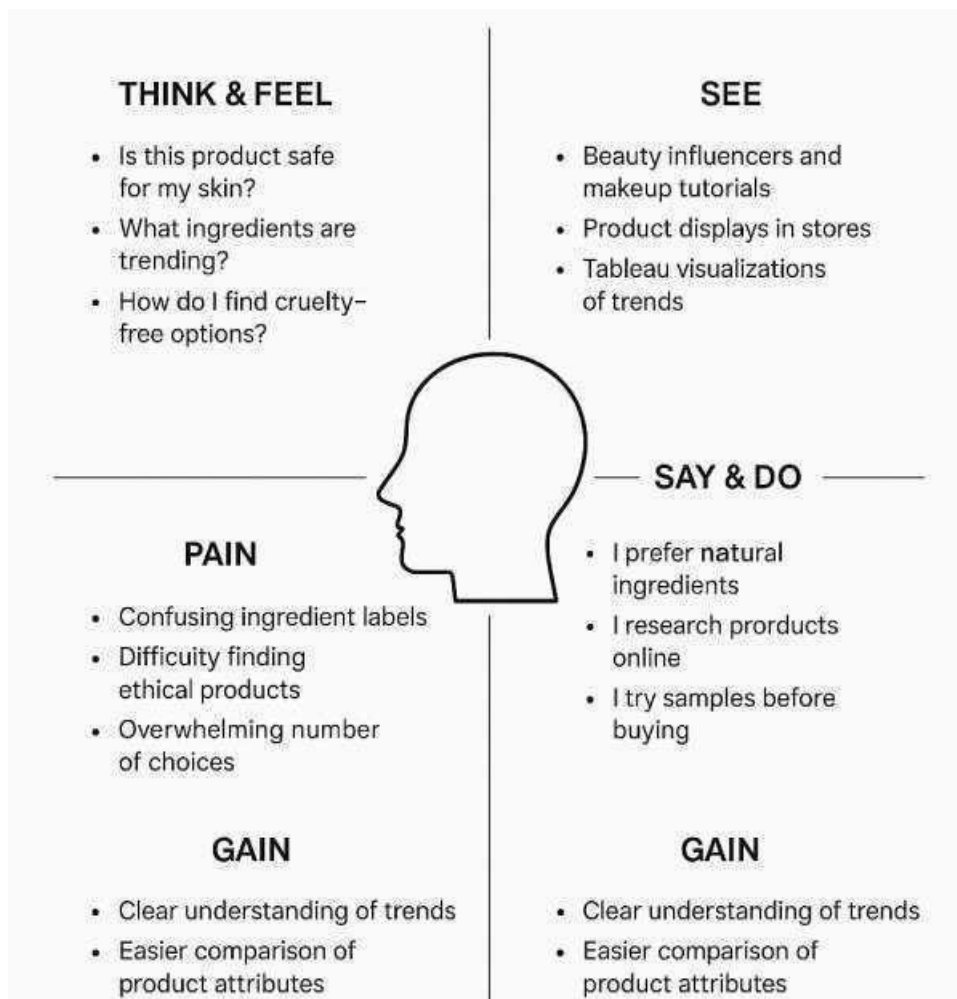 THINK & FEEL
• Is this product safe
for my skin?
• What ingredients are
trending?
• How do I find cruelty-
free options?
SEE
• Beauty influencers and
makeup tutorials
• Product displays in stores
• Tableau visualizations
of trends
PAIN
• Confusing ingredient labels
• Difficuity finding
ethical products
• Overwhelming number
of choices
SAY & DO
• I prefer natural
ingredients
• I research prorducts
online
• I try samples before
buying
GAIN
• Clear understanding of trends
• Easier comparison of
product attributes
GAIN
• Clear understanding of trends
• Easier comparison of
product attributes